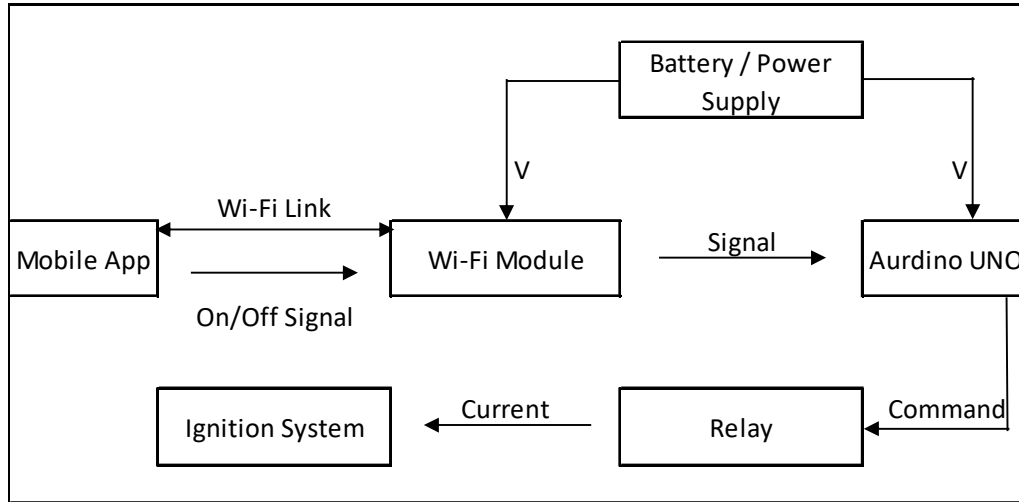 Battery / Power
Supply
V
V
Wi-Fi Link
Signal
Mobile App
Wi-Fi Module
Aurdino UNO
On/Off Signal
Ignition System
Current
Relay
Command